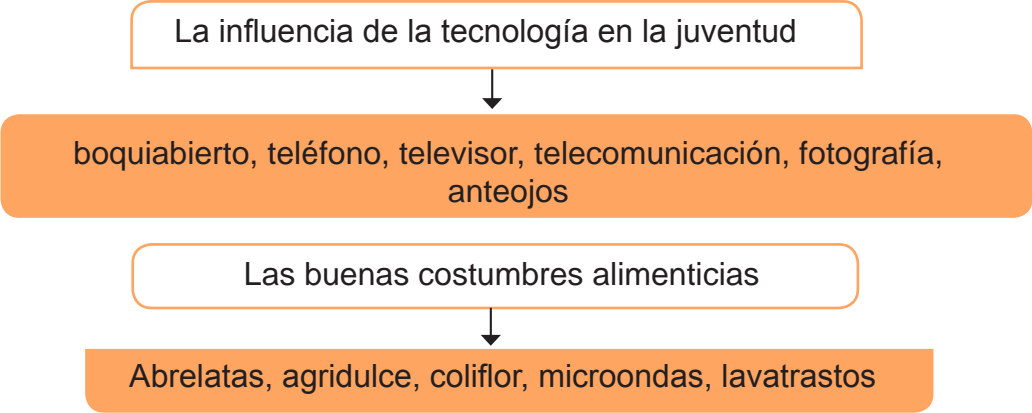 La influencia de la tecnología en la juventud
boquiabierto, teléfono, televisor, telecomunicación, fotografía,
anteojos
Las buenas costumbres alimenticias
Abrelatas, agridulce, coliflor, microondas, lavatrastos